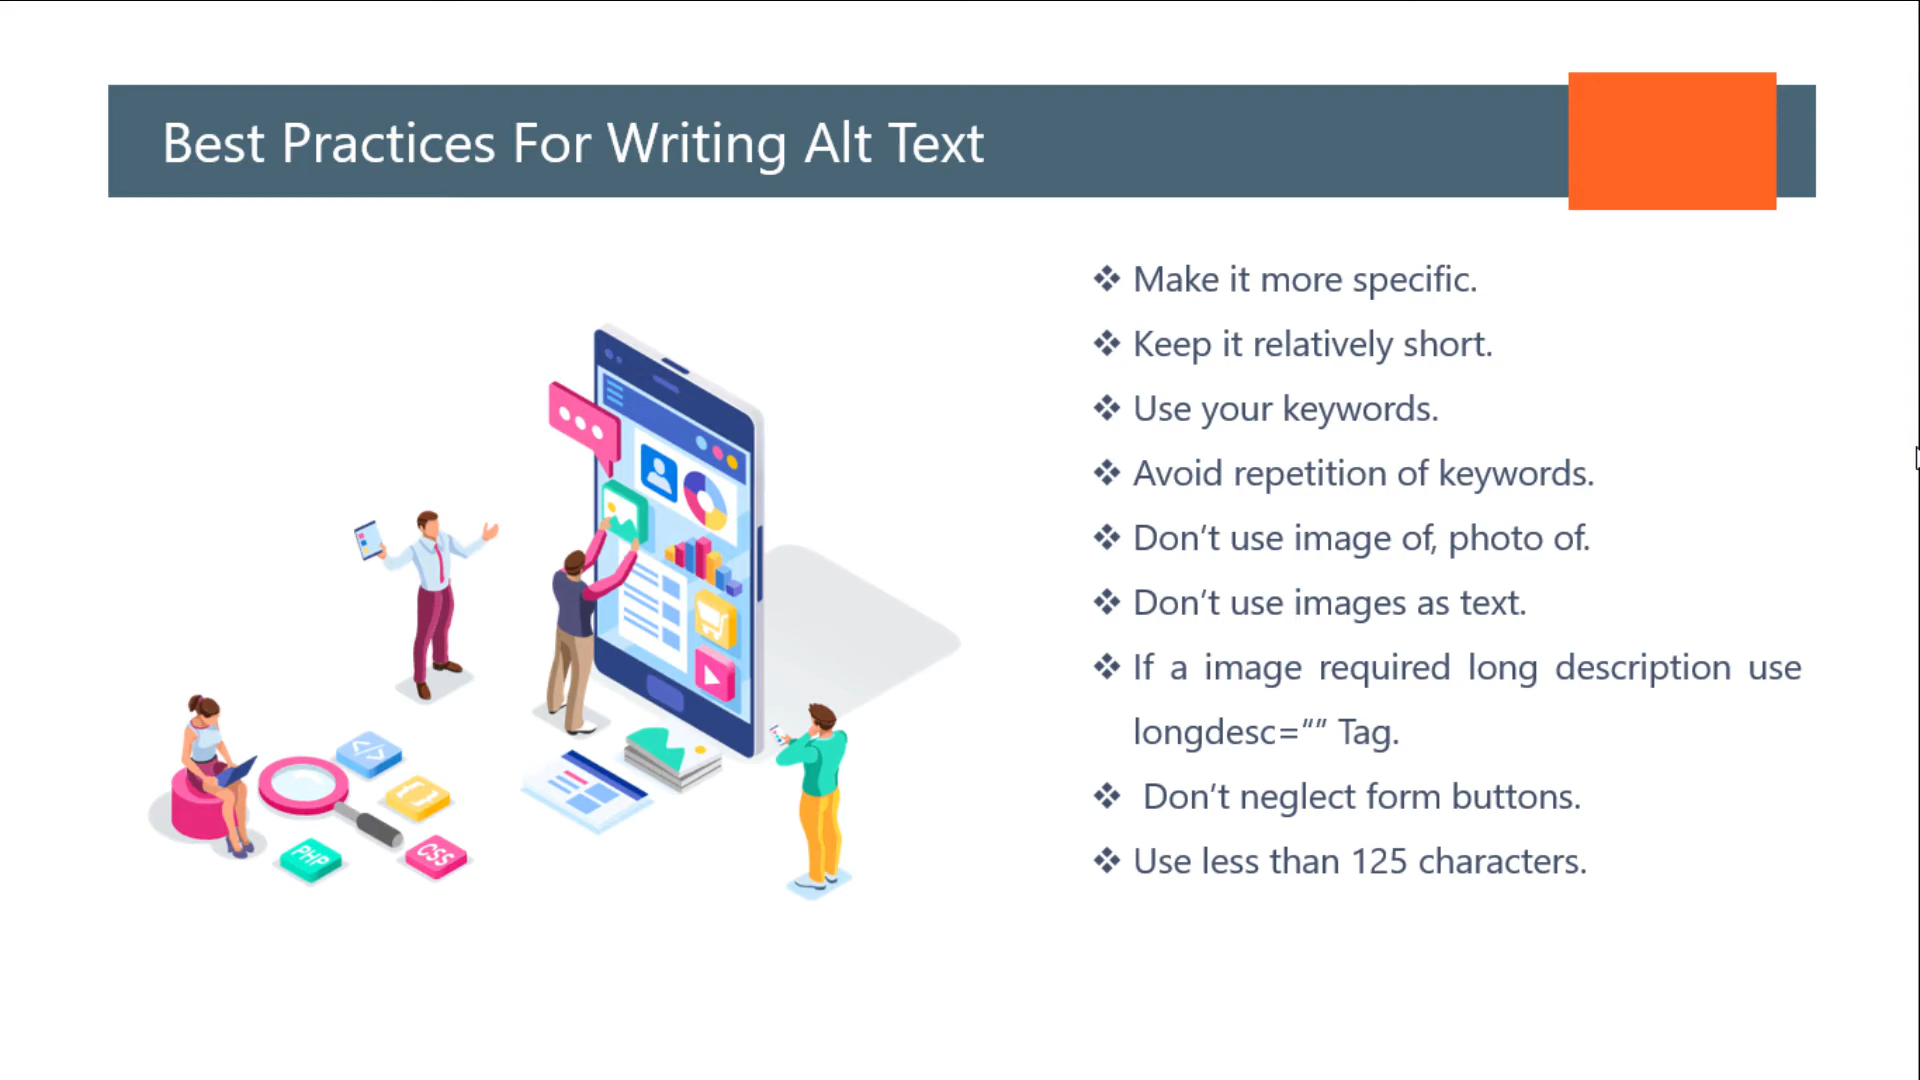 Best Practices For Writing Alt Text
❖ Make it more specific.
❖ Keep it relatively short.
❖ Use your keywords.
❖ Avoid repetition of keywords.
❖ Don’t use image of, photo of.
❖ Don’t use images as text.
❖ If a image required long description use
longdesc=“” Tag.
❖ Don’t neglect form buttons.
❖ Use less than 125 characters.
</>
PHP
CSS